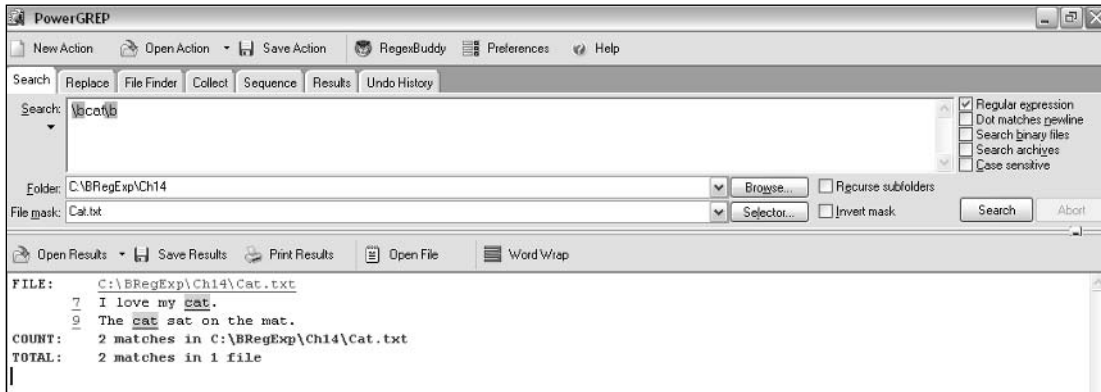 PowerGREP
New Action Open Action Save Action RegexBuddy Preferences Help
Search Replace File Finder Collect Sequence Results Undo History
Search: \bcat\b
Regular expression
Dot matches newline
Search binary files
Search archives
Case sensitive
Folder: C:\BRegExp\Ch14 Browse... Recurse subfolders
File mask: Cat.txt Selector... Invert mask Search Abort
Open Results Save Results Print Results Open File Word Wrap
FILE: C:\BRegExp\Ch14\Cat.txt
7 I love my cat.
9 The cat sat on the mat.
COUNT: 2 matches in C:\BRegExp\Ch14\Cat.txt
TOTAL: 2 matches in 1 file